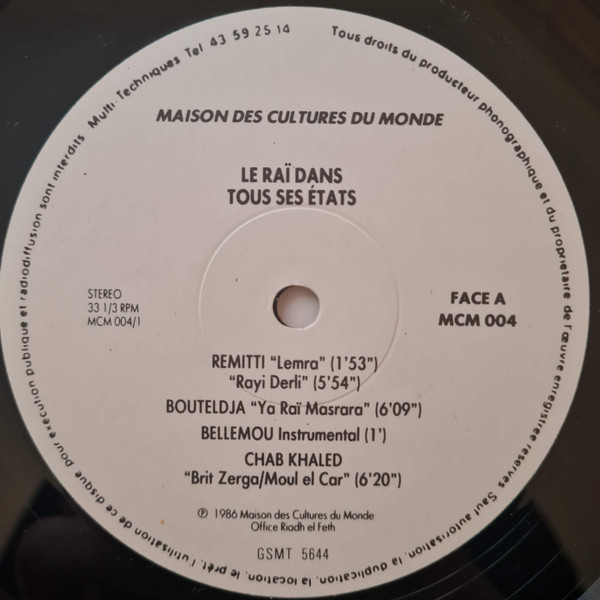 Multi-Techniques Tel 43 59 25 14
Tous droits du producteur phonographique et du propriétaire de l'œuvre enregistrée réservés Sauf autorisation, la duplication, la location, le prêt, l'utilisation de ce disque pour exécution publique et radiodiffusion sont interdits
MAISON DES CULTURES DU MONDE
LE RAÏ DANS
TOUS SES ÉTATS
STEREO
33 1/3 RPM
MCM 004/1
FACE A
MCM 004
REMITTI "Lemra" (1'53")
"Rayi Derli" (5'54")
BOUTELDJA "Ya Raï Masrara" (6'09")
BELLEMOU Instrumental (1')
CHAB KHALED
"Brit Zerga/Moul el Car" (6'20")
℗ 1986 Maison des Cultures du Monde
Office Riadh el Feth
GSMT 5644